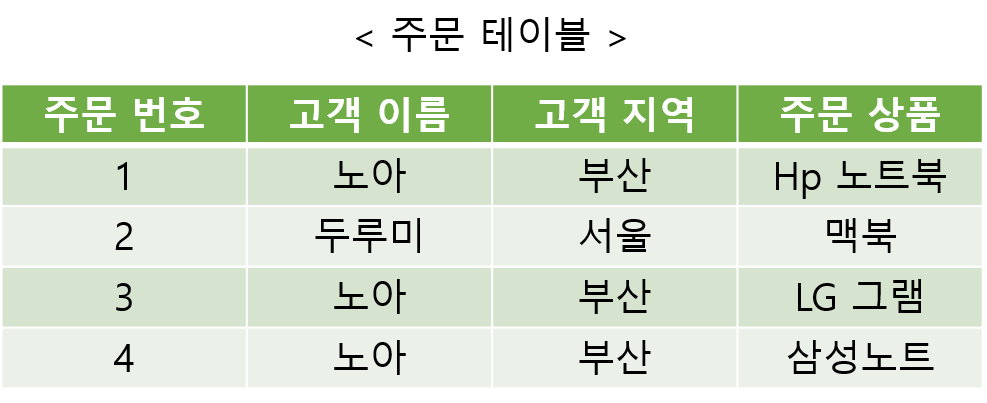 < 주문 테이블 >
주문 번호 고객 이름 고객 지역 주문 상품
1 노아 부산 Hp 노트북
2 두루미 서울 맥북
3 노아 부산 LG 그램
4 노아 부산 삼성노트